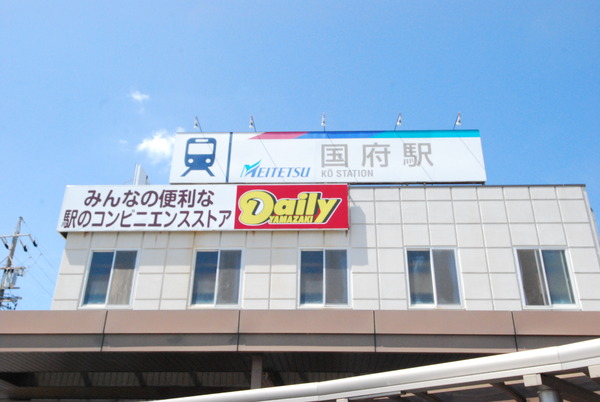 MEITETSU 国府駅
KŌ STATION
みんなの便利な
駅のコンビニエンスストア
Daily
YAMAZAKI